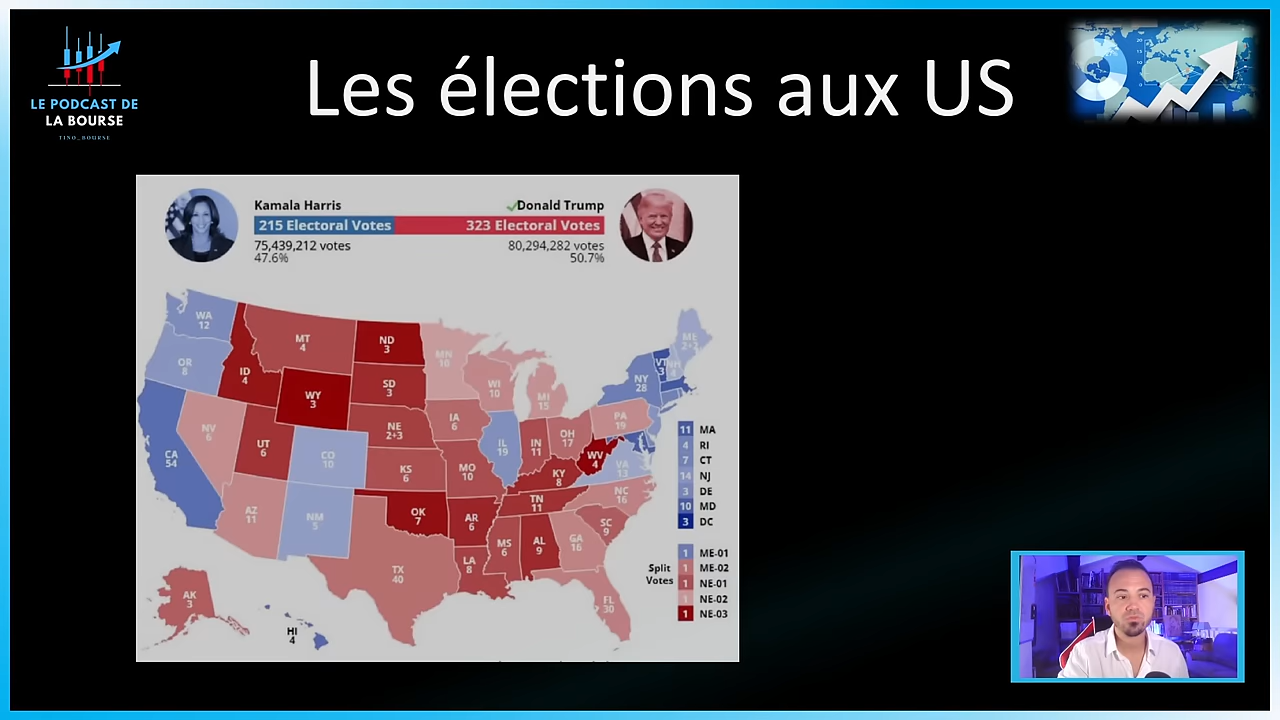 LE PODCAST DE
LA BOURSE
TINO_BOURSE
Les élections aux US
Kamala Harris
Donald Trump
215 Electoral Votes
323 Electoral Votes
75,439,212 votes
80,294,282 votes
47.6%
50.7%
WA
12
OR
8
CA
54
NV
6
ID
4
MT
4
WY
3
UT
6
AZ
11
CO
10
NM
5
ND
3
SD
3
NE
2+3
KS
6
OK
7
TX
40
MN
10
IA
6
MO
10
AR
6
LA
8
WI
10
IL
19
MI
15
IN
11
OH
17
KY
8
TN
11
MS
6
AL
9
GA
16
FL
30
SC
9
NC
16
VA
13
WV
4
PA
19
NY
28
VT
3
NH
4
ME
2+2
AK
3
HI
4
11 MA
4 RI
7 CT
14 NJ
3 DE
10 MD
3 DC
Split
Votes
1 ME-01
1 ME-02
1 NE-01
1 NE-02
1 NE-03